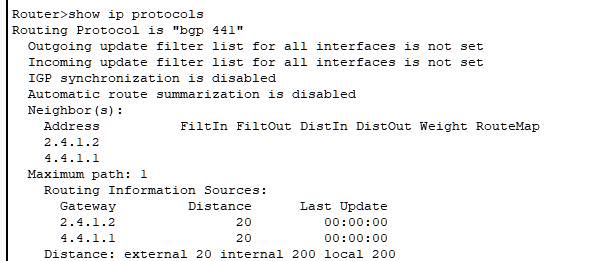 Router>show ip protocols
Routing Protocol is "bgp 441"
Outgoing update filter list for all interfaces is not set
Incoming update filter list for all interfaces is not set
IGP synchronization is disabled
Automatic route summarization is disabled
Neighbor(s):
Address FiltIn FiltOut DistIn DistOut Weight RouteMap
2.4.1.2
4.4.1.1
Maximum path: 1
Routing Information Sources:
Gateway Distance Last Update
2.4.1.2 20 00:00:00
4.4.1.1 20 00:00:00
Distance: external 20 internal 200 local 200